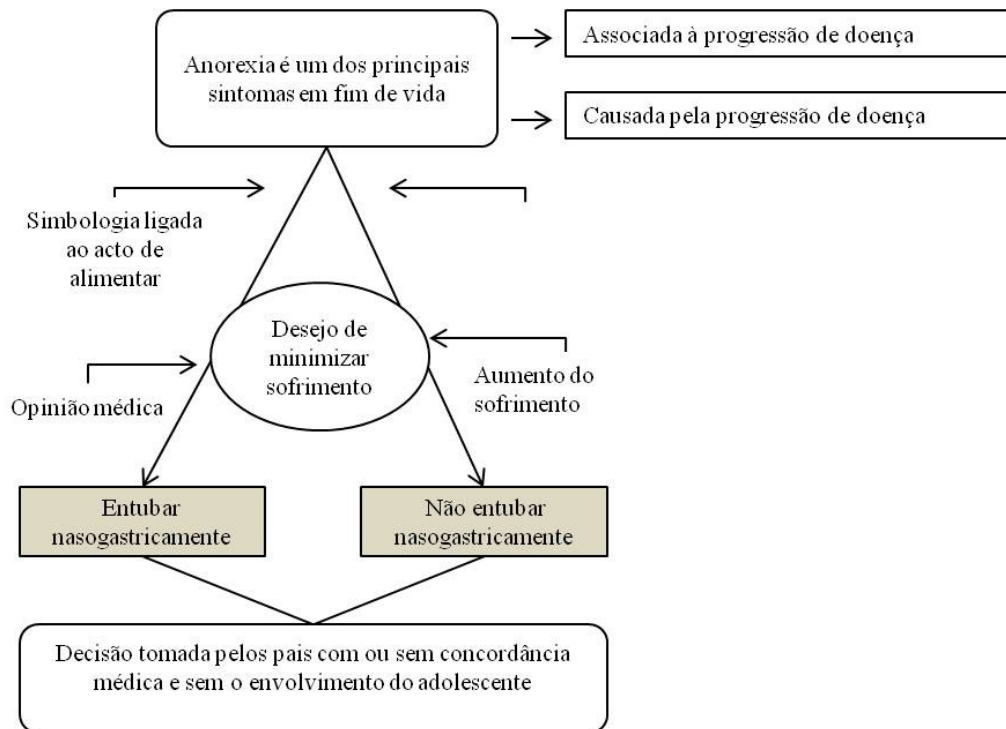 Anorexia é um dos principais
sintomas em fim de vida
Associada à progressão de doença
Causada pela progressão de doença
Simbologia ligada
ao acto de
alimentar
Desejo de
minimizar
sofrimento
Opinião médica
Aumento do
sofrimento
Entubar
nasogastricamente
Não entubar
nasogastricamente
Decisão tomada pelos pais com ou sem concordância
médica e sem o envolvimento do adolescente